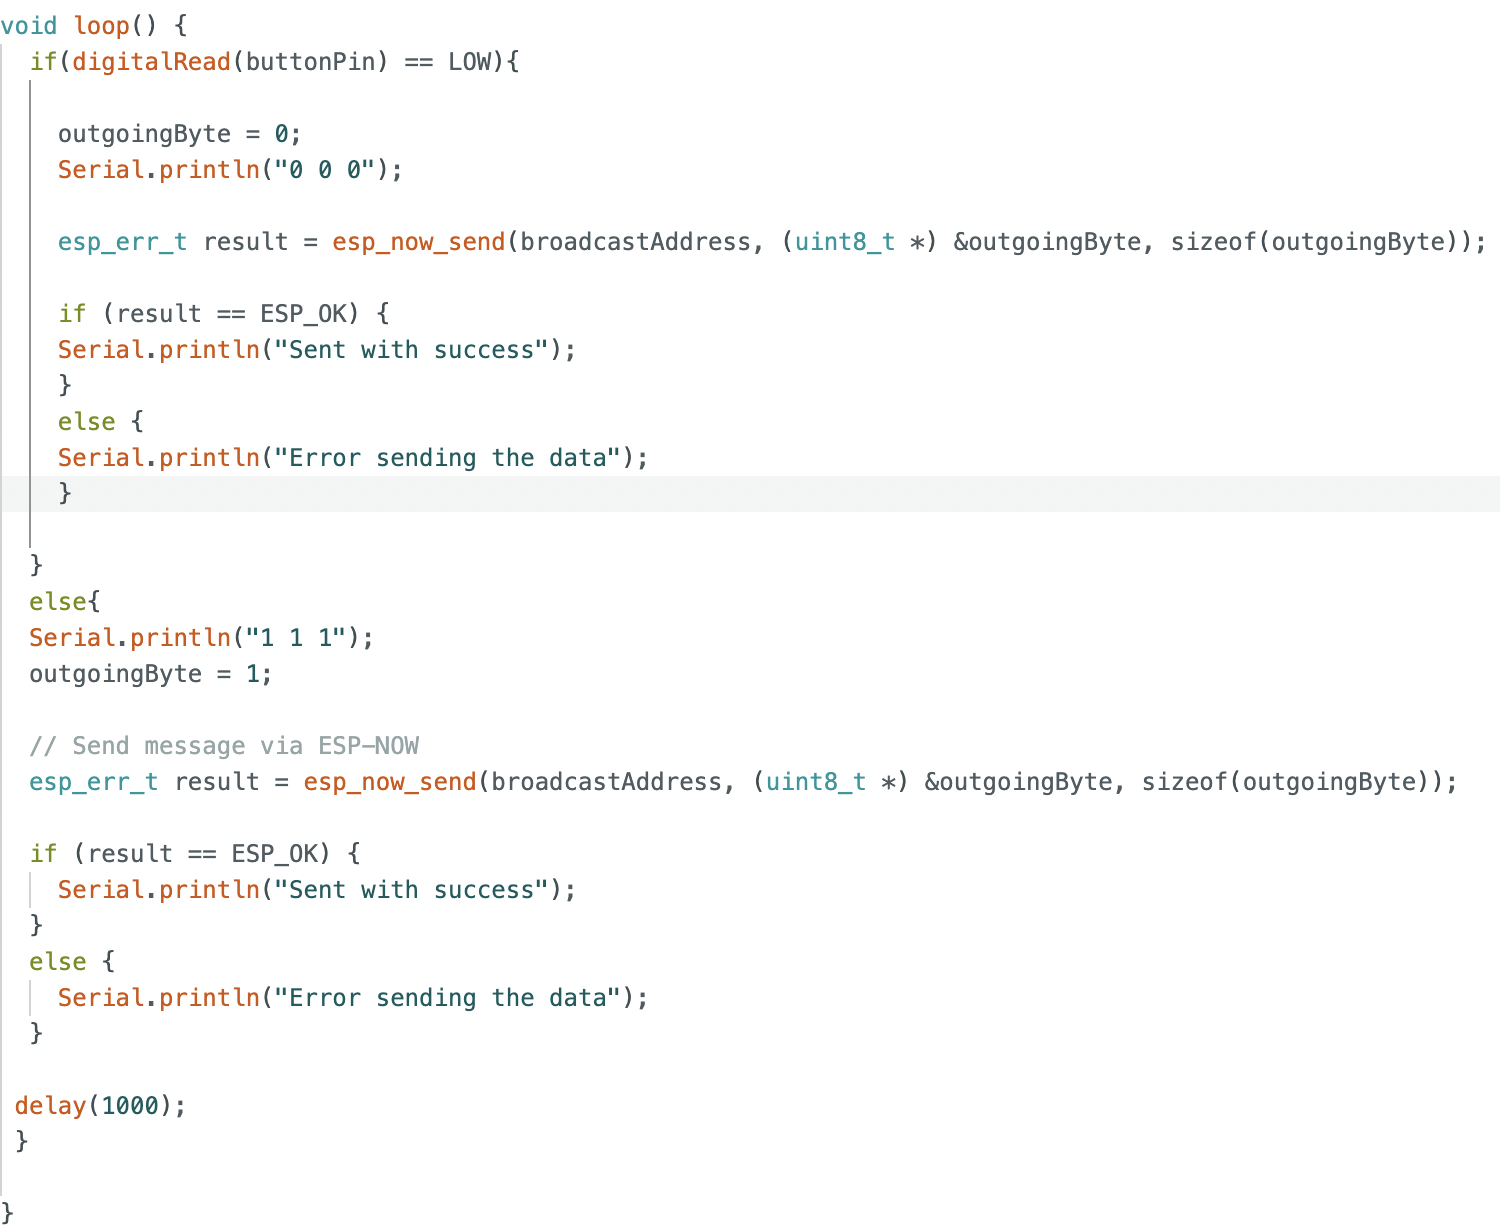 void loop() {
if(digitalRead(buttonPin) == LOW){
outgoingByte = 0;
Serial.println("0 0 0");
esp_err_t result = esp_now_send(broadcastAddress, (uint8_t *) &outgoingByte, sizeof(outgoingByte));
if (result == ESP_OK) {
Serial.println("Sent with success");
}
else {
Serial.println("Error sending the data");
}
}
else{
Serial.println("1 1 1");
outgoingByte = 1;
// Send message via ESP-NOW
esp_err_t result = esp_now_send(broadcastAddress, (uint8_t *) &outgoingByte, sizeof(outgoingByte));
if (result == ESP_OK) {
Serial.println("Sent with success");
}
else {
Serial.println("Error sending the data");
}
delay(1000);
}
}